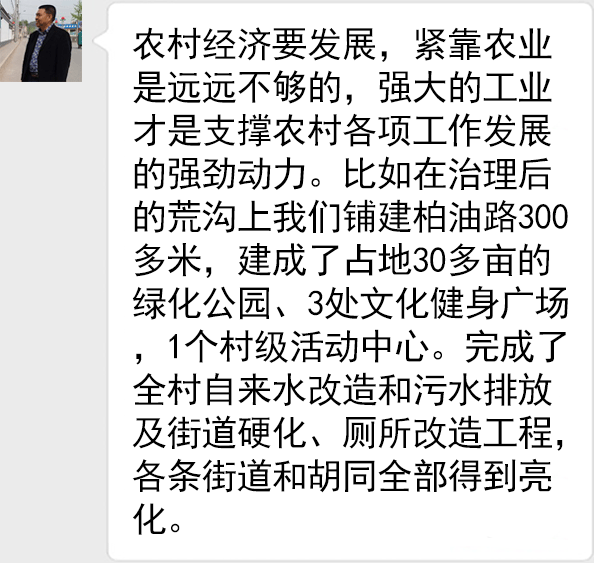 农村经济要发展，紧靠农业
是远远不够的，强大的工业
才是支撑农村各项工作发展
的强劲动力。比如在治理后
的荒沟上我们铺建柏油路300
多米，建成了占地30多亩的
绿化公园、3处文化健身广场
，1个村级活动中心。完成了
全村自来水改造和污水排放
及街道硬化、厕所改造工程，
各条街道和胡同全部得到亮
化。